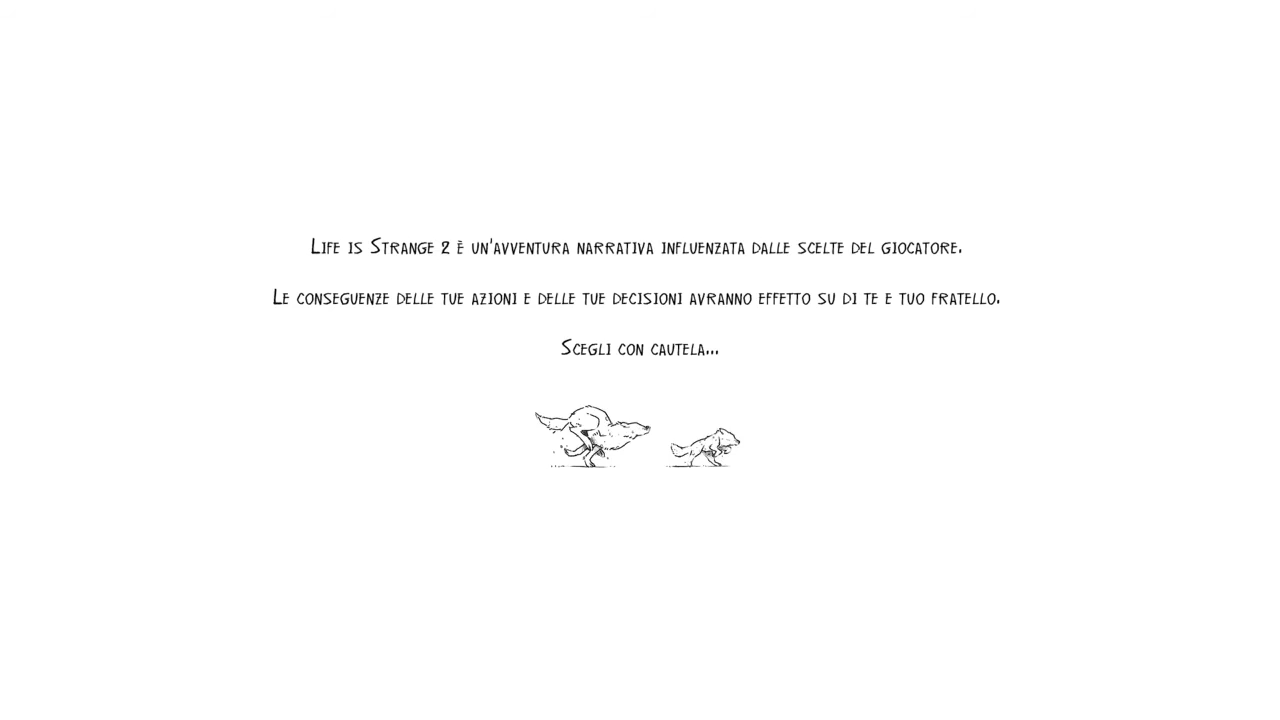 Life is Strange 2 è un'avventura narrativa influenzata dalle scelte del giocatore.
Le conseguenze delle tue azioni e delle tue decisioni avranno effetto su di te e tuo fratello.
Scegli con cautela...